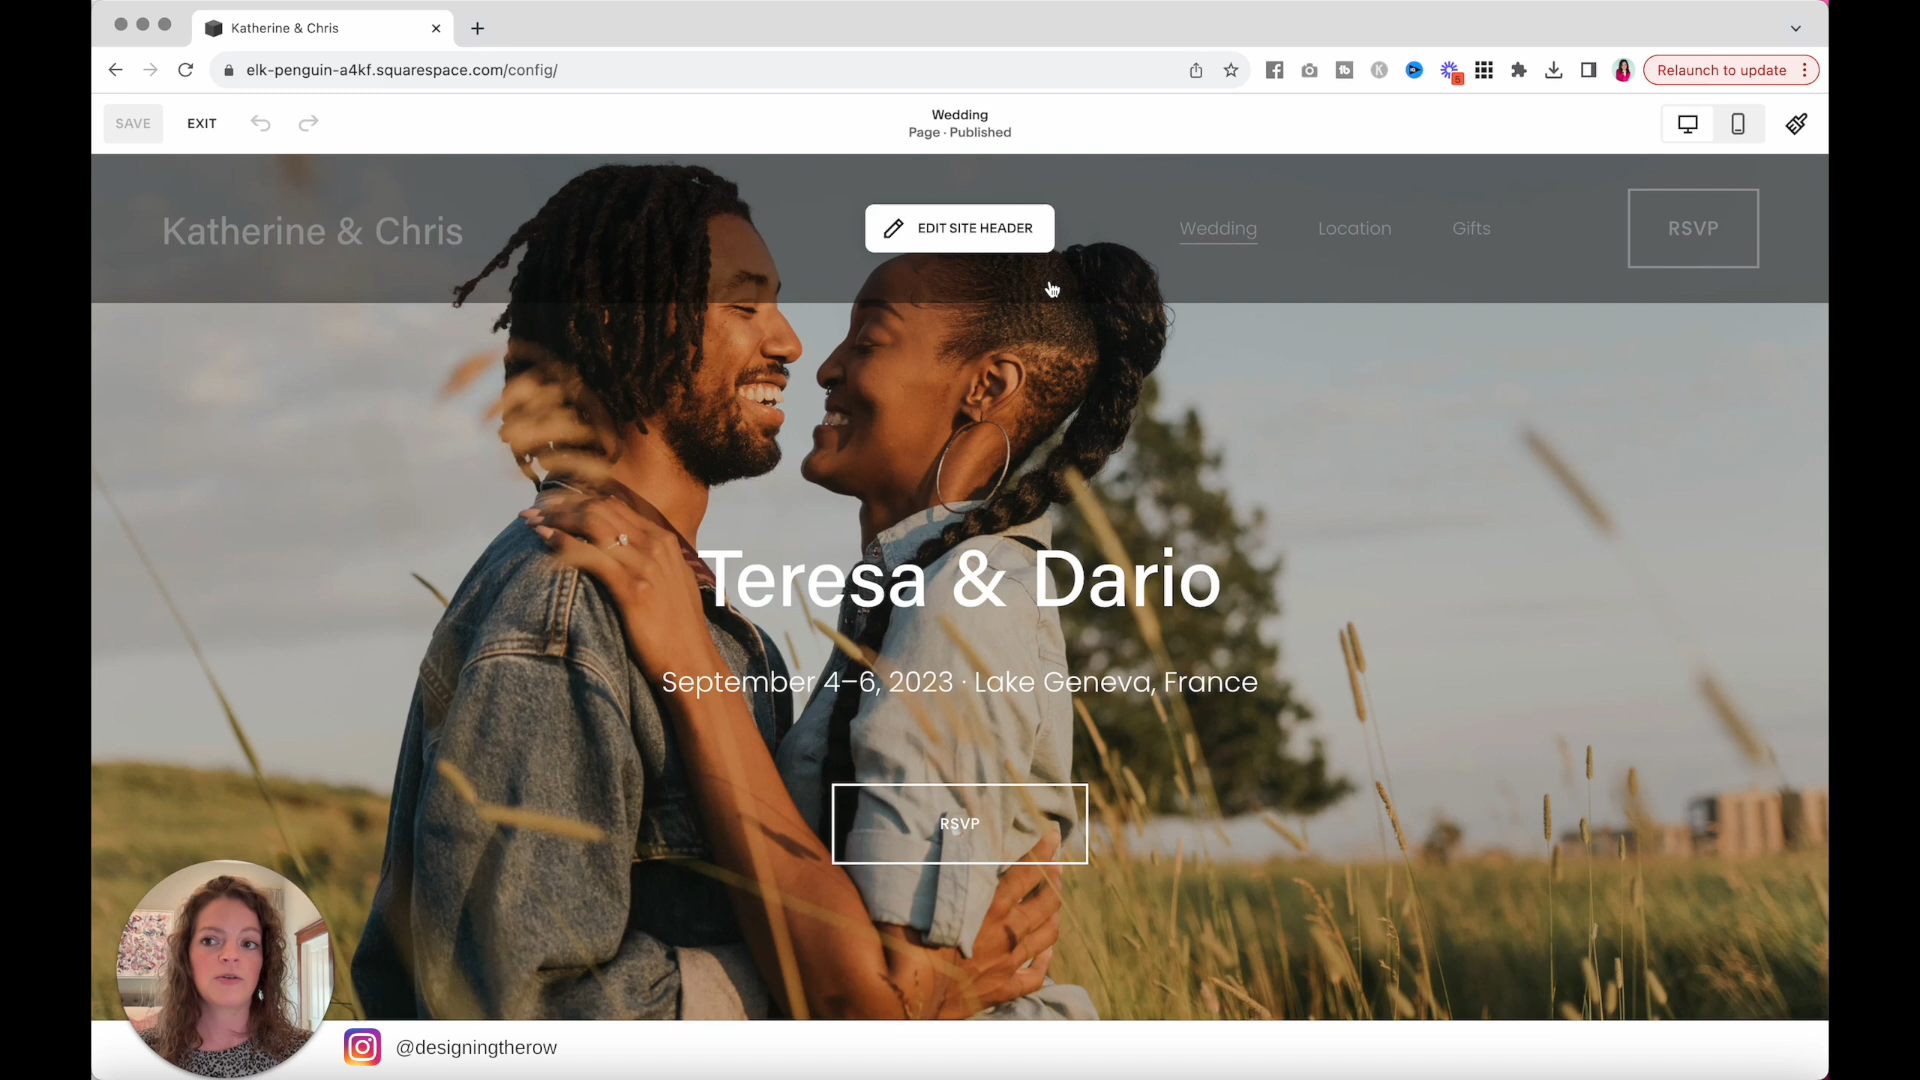 Katherine & Chris
elk-penguin-a4kf.squarespace.com/config/
Relaunch to update
5
K
SAVE
EXIT
Wedding
Page · Published
Katherine & Chris
EDIT SITE HEADER
Wedding
Location
Gifts
RSVP
Teresa & Dario
September 4–6, 2023 · Lake Geneva, France
RSVP
@designingtherow